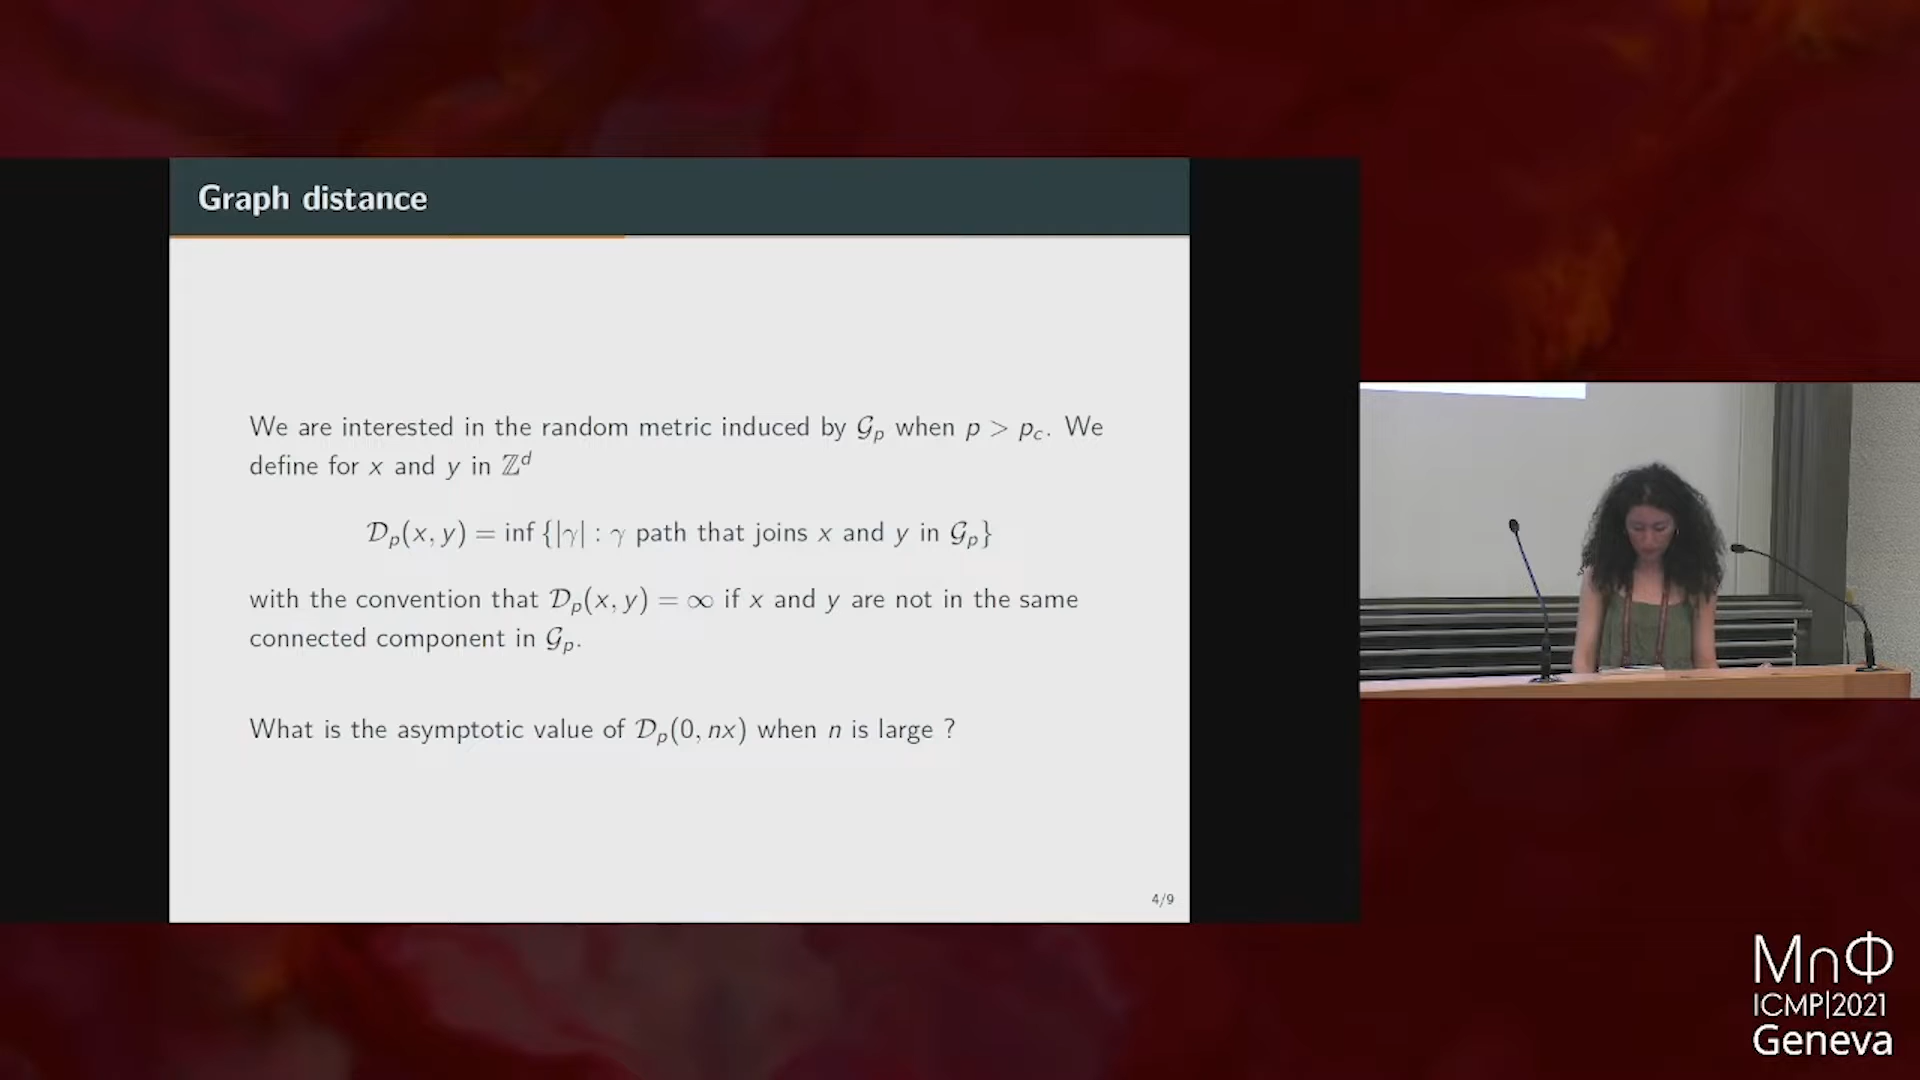 Graph distance
We are interested in the random metric induced by 𝒢ₚ when p > p_c. We
define for x and y in ℤᵈ
𝒟ₚ(x, y) = inf {|γ| : γ path that joins x and y in 𝒢ₚ}
with the convention that 𝒟ₚ(x, y) = ∞ if x and y are not in the same
connected component in 𝒢ₚ.
What is the asymptotic value of 𝒟ₚ(0, nx) when n is large ?
4/9
M∩Φ
ICMP|2021
Geneva